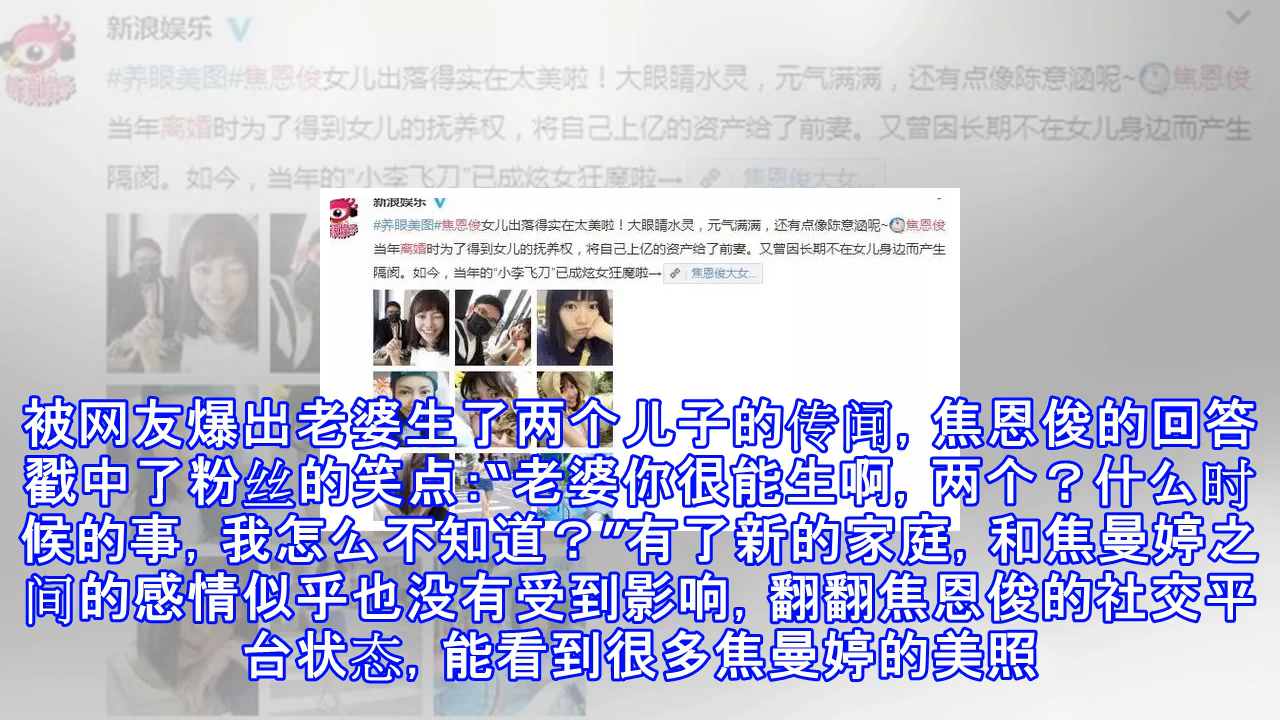 新浪娱乐
#养眼美图#焦恩俊女儿出落得实在太美啦！大眼睛水灵，元气满满，还有点像陈意涵呢~焦恩俊
当年离婚时为了得到女儿的抚养权，将自己上亿的资产给了前妻。又曾因长期不在女儿身边而产生
隔阂。如今，当年的“小李飞刀”已成炫女狂魔啦→ 焦恩俊大女...
新浪娱乐
#养眼美图#焦恩俊女儿出落得实在太美啦！大眼睛水灵，元气满满，还有点像陈意涵呢~焦恩俊
当年离婚时为了得到女儿的抚养权，将自己上亿的资产给了前妻。又曾因长期不在女儿身边而产生
隔阂。如今，当年的“小李飞刀”已成炫女狂魔啦→ 焦恩俊大女...
被网友爆出老婆生了两个儿子的传闻,焦恩俊的回答
戳中了粉丝的笑点:“老婆你很能生啊,两个？什么时
候的事,我怎么不知道？”有了新的家庭,和焦曼婷之
间的感情似乎也没有受到影响,翻翻焦恩俊的社交平
台状态,能看到很多焦曼婷的美照